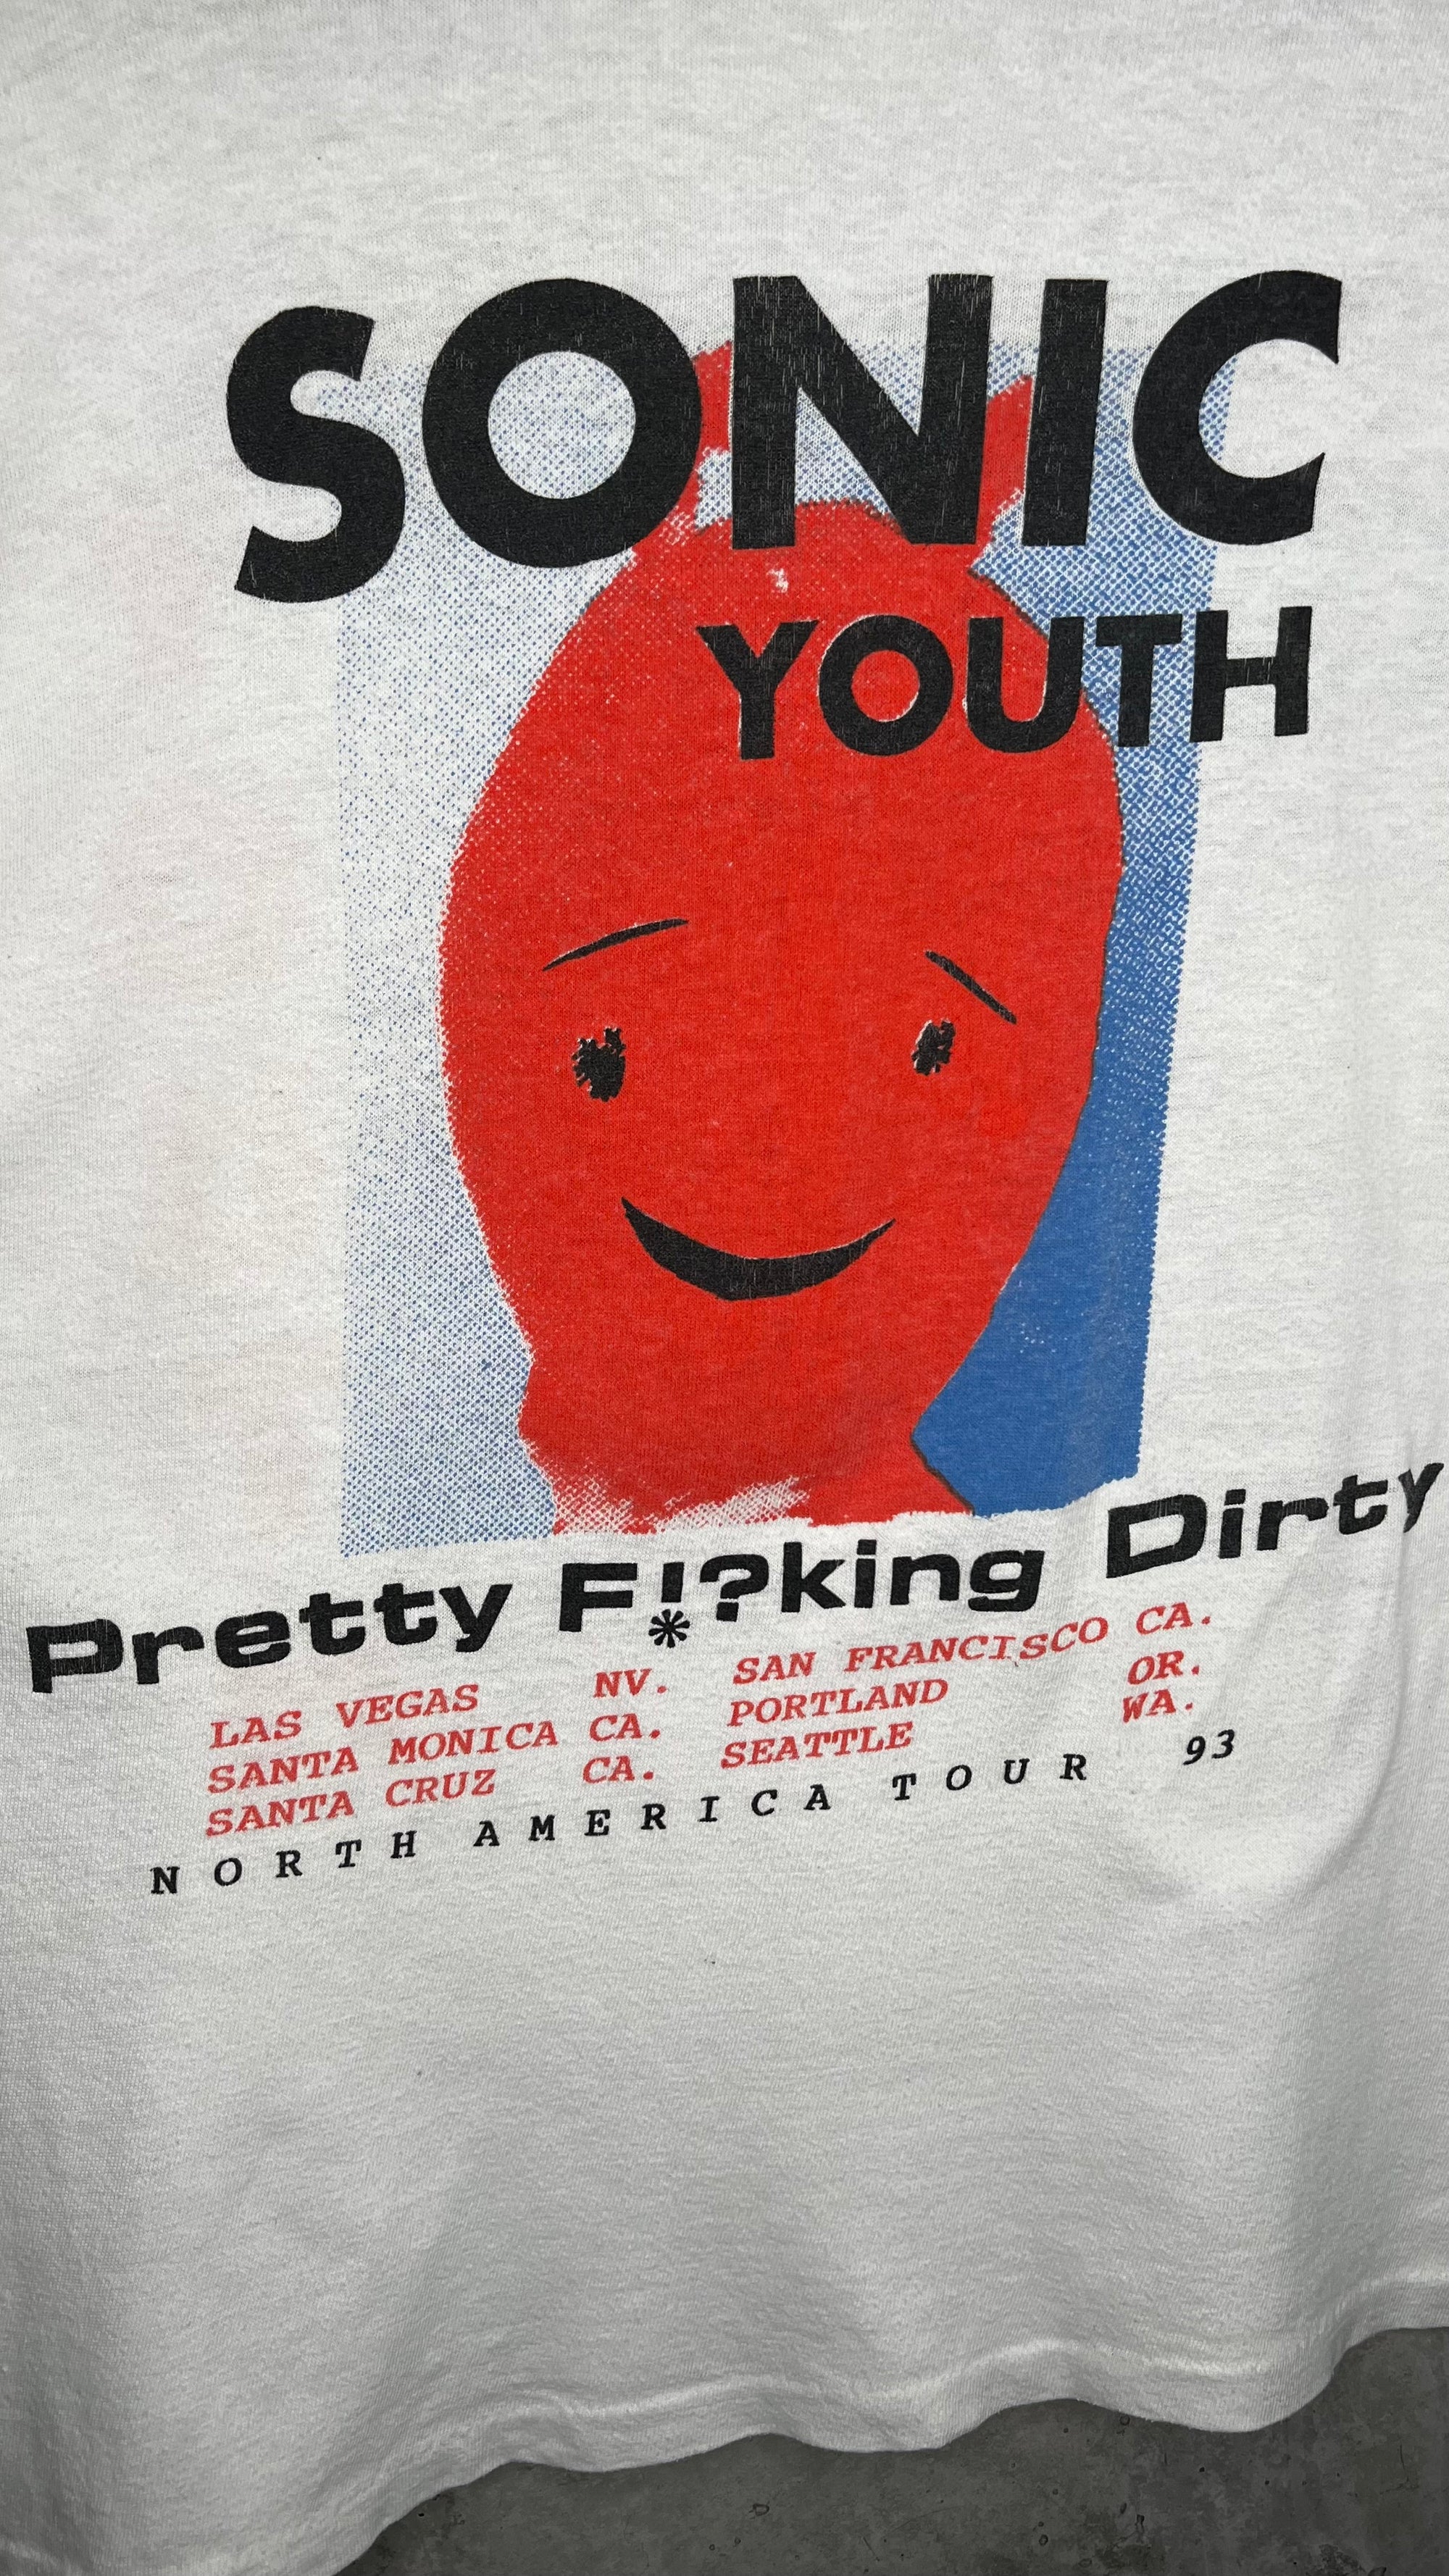 SONIC
YOUTH
Pretty F!?king Dirty
*
LAS VEGAS NV. SAN FRANCISCO CA.
SANTA MONICA CA. PORTLAND OR.
SANTA CRUZ CA. SEATTLE WA.
NORTH AMERICA TOUR 93